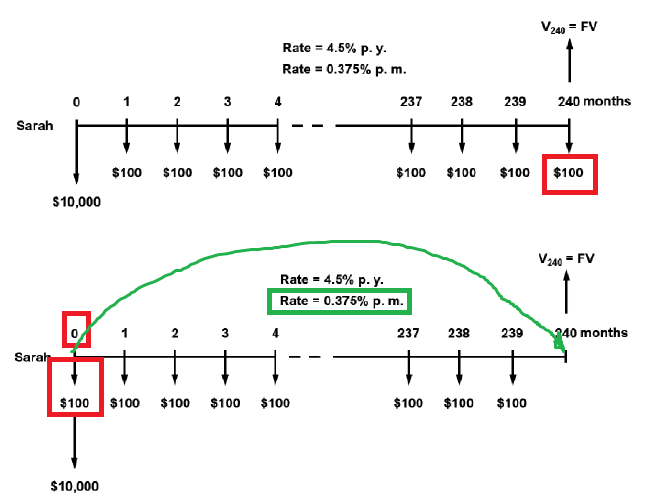 V240 = FV
Rate = 4.5% p. y.
Rate = 0.375% p. m.
0 1 2 3 4 237 238 239 240 months
Sarah
$100 $100 $100 $100 $100 $100 $100 $100
$10,000
V240 = FV
Rate = 4.5% p. y.
Rate = 0.375% p. m.
0 1 2 3 4 237 238 239 240 months
Sarah
$100 $100 $100 $100 $100 $100 $100 $100
$10,000